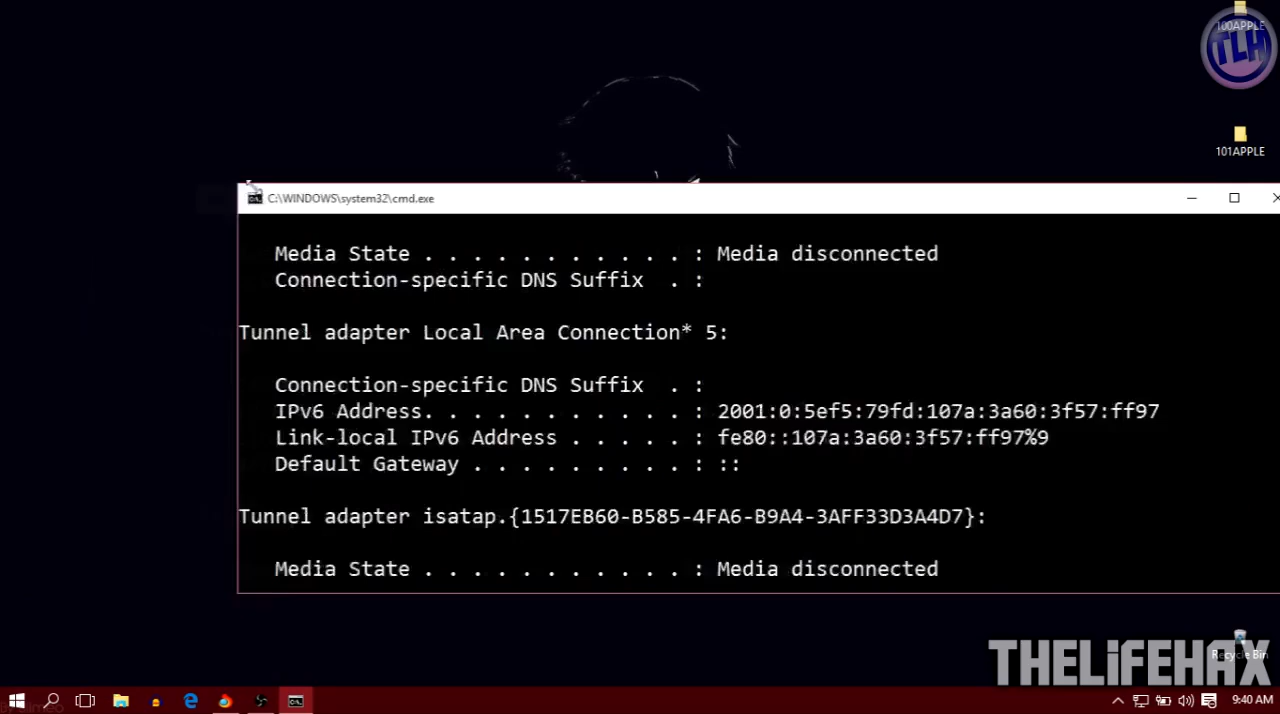 100APPLE
TLH
101APPLE
C:\WINDOWS\system32\cmd.exe
Media State . . . . . . . . . . . : Media disconnected
Connection-specific DNS Suffix  . :
Tunnel adapter Local Area Connection* 5:
Connection-specific DNS Suffix  . :
IPv6 Address. . . . . . . . . . . : 2001:0:5ef5:79fd:107a:3a60:3f57:ff97
Link-local IPv6 Address . . . . . : fe80::107a:3a60:3f57:ff97%9
Default Gateway . . . . . . . . . : ::
Tunnel adapter isatap.{1517EB60-B585-4FA6-B9A4-3AFF33D3A4D7}:
Media State . . . . . . . . . . . : Media disconnected
THELiFEHAX
Recycle Bin
9:40 AM